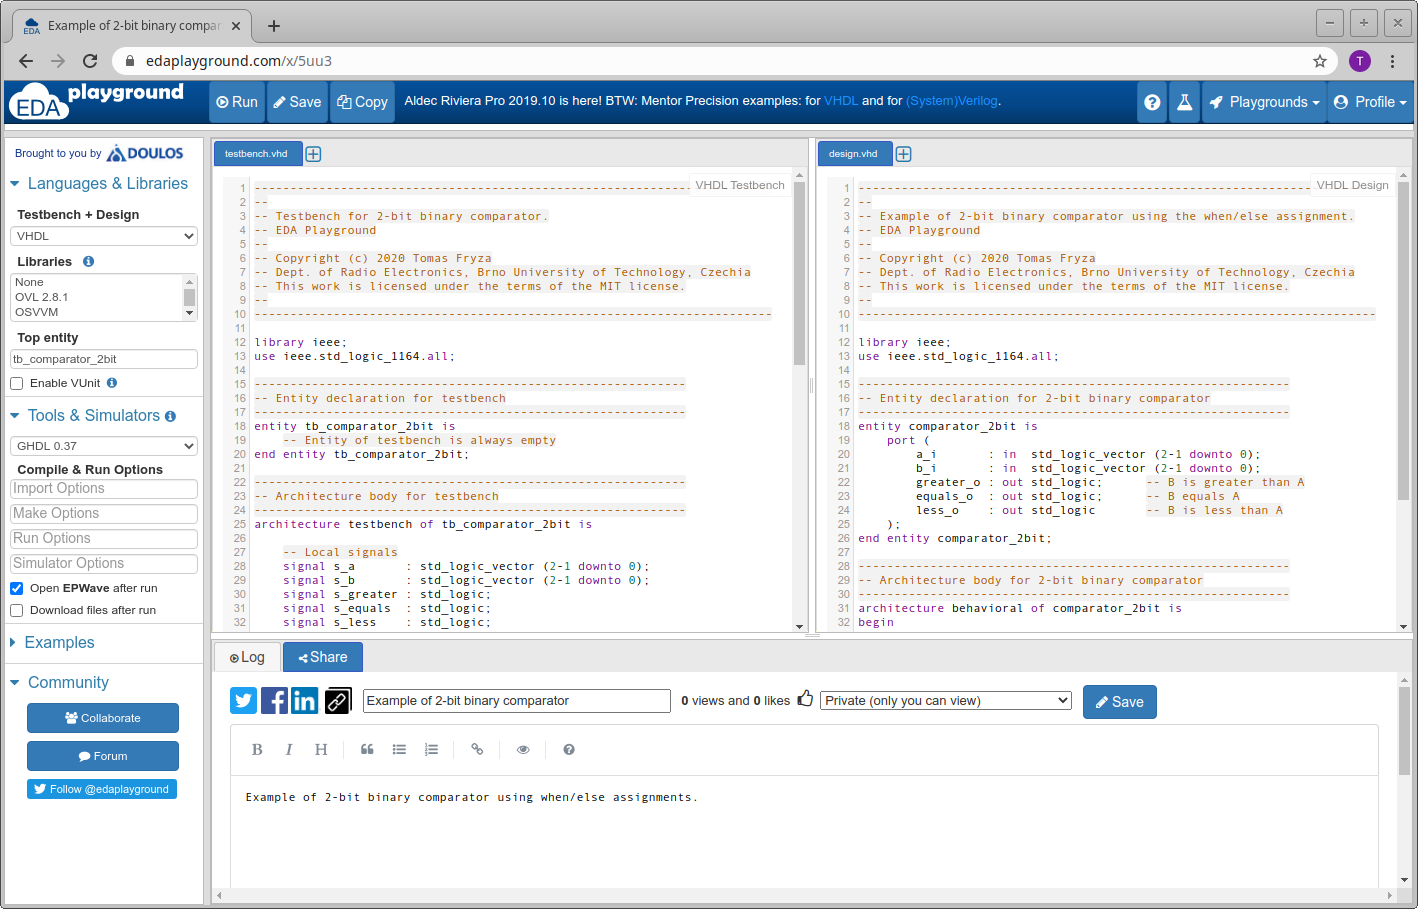 Example of 2-bit binary compar
edaplayground.com/x/5uu3
T
EDA playground
Run
Save
Copy
Aldec Riviera Pro 2019.10 is here! BTW: Mentor Precision examples: for VHDL and for (System)Verilog.
Playgrounds
Profile
Brought to you by DOULOS
Languages & Libraries
Testbench + Design
VHDL
Libraries
None
OVL 2.8.1
OSVVM
Top entity
tb_comparator_2bit
Enable VUnit
Tools & Simulators
GHDL 0.37
Compile & Run Options
Import Options
Make Options
Run Options
Simulator Options
Open EPWave after run
Download files after run
Examples
Community
Collaborate
Forum
Follow @edaplayground
testbench.vhd
VHDL Testbench
1 ------------------------------------------------------------
2 --
3 -- Testbench for 2-bit binary comparator.
4 -- EDA Playground
5 --
6 -- Copyright (c) 2020 Tomas Fryza
7 -- Dept. of Radio Electronics, Brno University of Technology, Czechia
8 -- This work is licensed under the terms of the MIT license.
9 --
10 ------------------------------------------------------------------------
11
12 library ieee;
13 use ieee.std_logic_1164.all;
14
15 ------------------------------------------------------------
16 -- Entity declaration for testbench
17 ------------------------------------------------------------
18 entity tb_comparator_2bit is
19     -- Entity of testbench is always empty
20 end entity tb_comparator_2bit;
21
22 ------------------------------------------------------------
23 -- Architecture body for testbench
24 ------------------------------------------------------------
25 architecture testbench of tb_comparator_2bit is
26
27     -- Local signals
28     signal s_a       : std_logic_vector (2-1 downto 0);
29     signal s_b       : std_logic_vector (2-1 downto 0);
30     signal s_greater : std_logic;
31     signal s_equals  : std_logic;
32     signal s_less    : std_logic;
design.vhd
VHDL Design
1 ------------------------------------------------------------
2 --
3 -- Example of 2-bit binary comparator using the when/else assignment.
4 -- EDA Playground
5 --
6 -- Copyright (c) 2020 Tomas Fryza
7 -- Dept. of Radio Electronics, Brno University of Technology, Czechia
8 -- This work is licensed under the terms of the MIT license.
9 --
10 ------------------------------------------------------------------------
11
12 library ieee;
13 use ieee.std_logic_1164.all;
14
15 ------------------------------------------------------------
16 -- Entity declaration for 2-bit binary comparator
17 ------------------------------------------------------------
18 entity comparator_2bit is
19     port (
20         a_i       : in  std_logic_vector (2-1 downto 0);
21         b_i       : in  std_logic_vector (2-1 downto 0);
22         greater_o : out std_logic;      -- B is greater than A
23         equals_o  : out std_logic;      -- B equals A
24         less_o    : out std_logic       -- B is less than A
25     );
26 end entity comparator_2bit;
27
28 ------------------------------------------------------------
29 -- Architecture body for 2-bit binary comparator
30 ------------------------------------------------------------
31 architecture behavioral of comparator_2bit is
32 begin
Log
Share
Example of 2-bit binary comparator
0 views and 0 likes
Private (only you can view)
Save
B I H
Example of 2-bit binary comparator using when/else assignments.